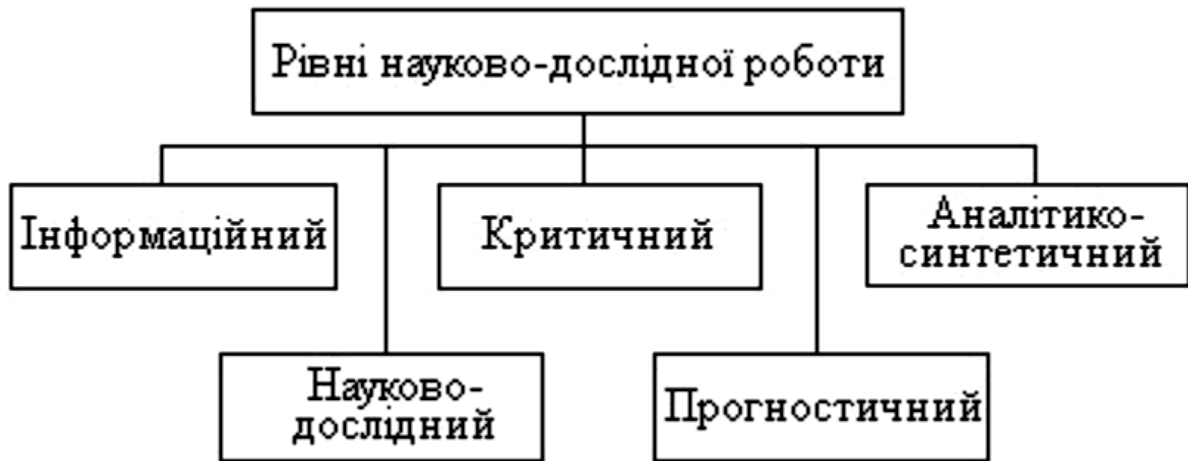 Рівні науково-дослідної роботи
Інформаційний
Критичний
Аналітико-
синтетичний
Науково-
дослідний
Прогностичний